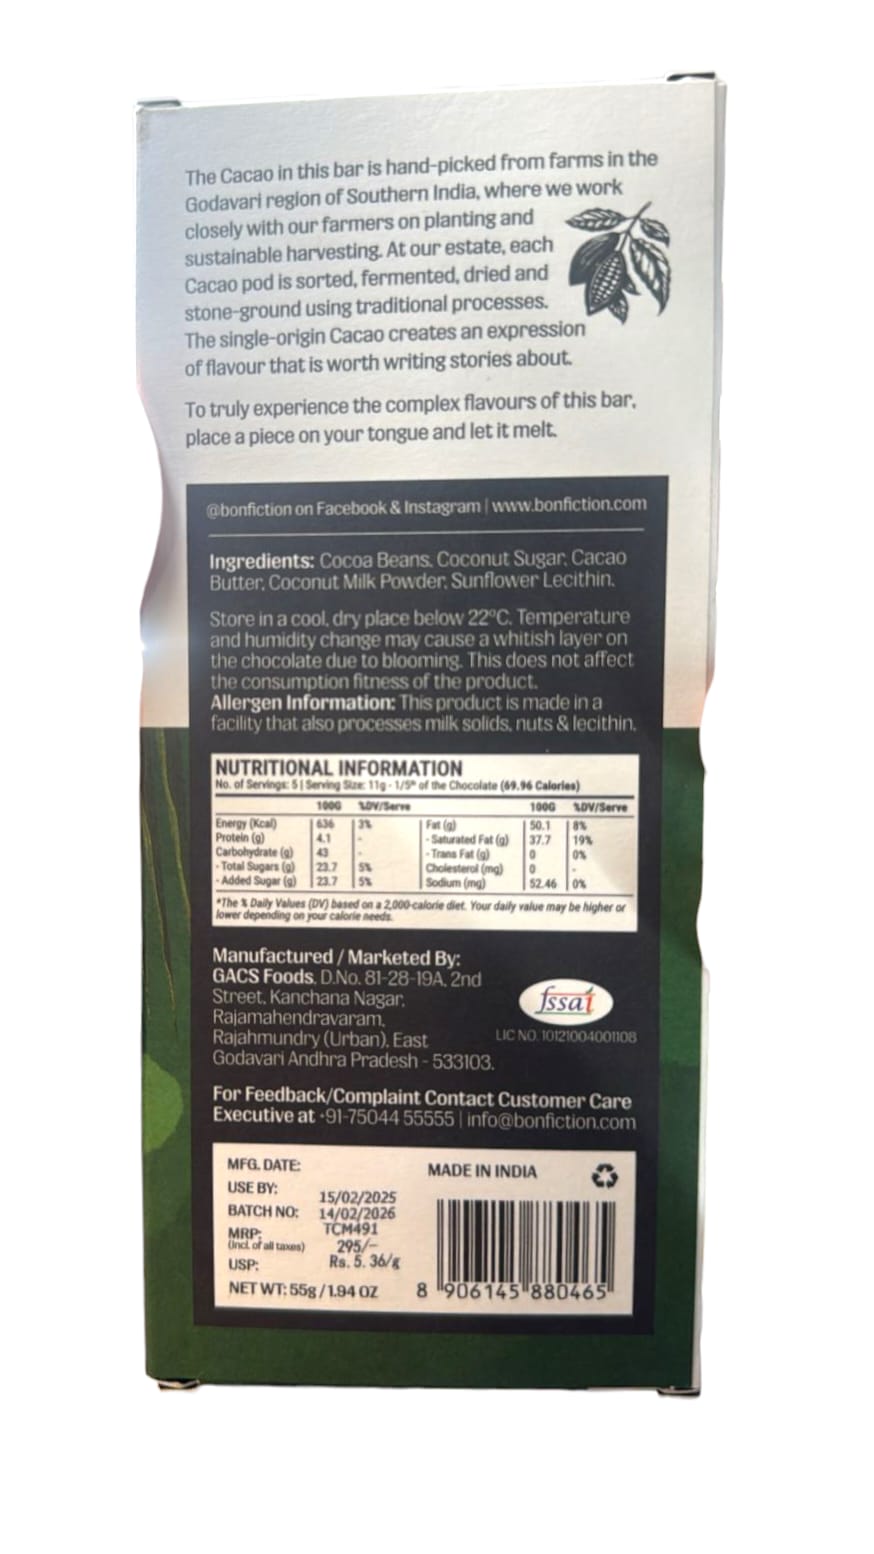 The Cacao in this bar is hand-picked from farms in the
Godavari region of Southern India, where we work
closely with our farmers on planting and
sustainable harvesting. At our estate, each
Cacao pod is sorted, fermented, dried and
stone-ground using traditional processes.
The single-origin Cacao creates an expression
of flavour that is worth writing stories about.
To truly experience the complex flavours of this bar,
place a piece on your tongue and let it melt.
@bonfiction on Facebook & Instagram | www.bonfiction.com
Ingredients: Cocoa Beans, Coconut Sugar, Cacao
Butter, Coconut Milk Powder, Sunflower Lecithin.
Store in a cool, dry place below 22°C. Temperature
and humidity change may cause a whitish layer on
the chocolate due to blooming. This does not affect
the consumption fitness of the product.
Allergen Information: This product is made in a
facility that also processes milk solids, nuts & lecithin.
NUTRITIONAL INFORMATION
No. of Servings: 5 | Serving Size: 11g - 1/5th of the Chocolate (69.96 Calories)
100G %DV/Serve 100G %DV/Serve
Energy (Kcal) 636 3% Fat (g) 50.1 8%
Protein (g) 4.1 - - Saturated Fat (g) 37.7 19%
Carbohydrate (g) 43 - - Trans Fat (g) 0 0%
- Total Sugars (g) 23.7 5% Cholesterol (mg) 0 -
- Added Sugar (g) 23.7 5% Sodium (mg) 52.46 0%
*The % Daily Values (DV) based on a 2,000-calorie diet. Your daily value may be higher or
lower depending on your calorie needs.
Manufactured / Marketed By:
GACS Foods, D.No. 81-28-19A, 2nd
Street, Kanchana Nagar,
Rajamahendravaram,
Rajahmundry (Urban), East
Godavari Andhra Pradesh - 533103.
fssai
LIC NO. 10121004001108
For Feedback/Complaint Contact Customer Care
Executive at +91-75044 55555 | info@bonfiction.com
MFG. DATE: 15/02/2025
USE BY: 14/02/2026
BATCH NO: TCM491
MRP: 295/-
(Incl. of all taxes)
USP: Rs. 5. 36/g
NET WT: 55g / 1.94 OZ
MADE IN INDIA
8 906145 880465